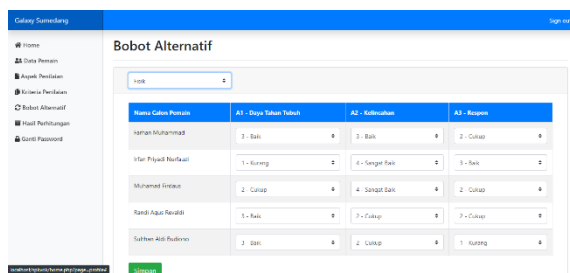 Galaxy Sumedang
Sign out
Home
Data Pemain
Aspek Penilaian
Kriteria Penilaian
Bobot Alternatif
Hasil Perhitungan
Ganti Password
Bobot Alternatif
Fisik
Nama Calon Pemain A1 - Daya Tahan Tubuh A2 - Kelincahan A3 - Respon
Farhan Muhammad 3 - Baik 3 - Baik 2 - Cukup
Irfan Priyadi Nurfauzi 1 - Kurang 4 - Sangat Baik 3 - Baik
Muhamad Firdaus 2 - Cukup 4 - Sangat Baik 2 - Cukup
Randi Agus Revaldi 3 - Baik 2 - Cukup 2 - Cukup
Sulthan Aldi Budiono 3 - Baik 2 - Cukup 1 - Kurang
Simpan